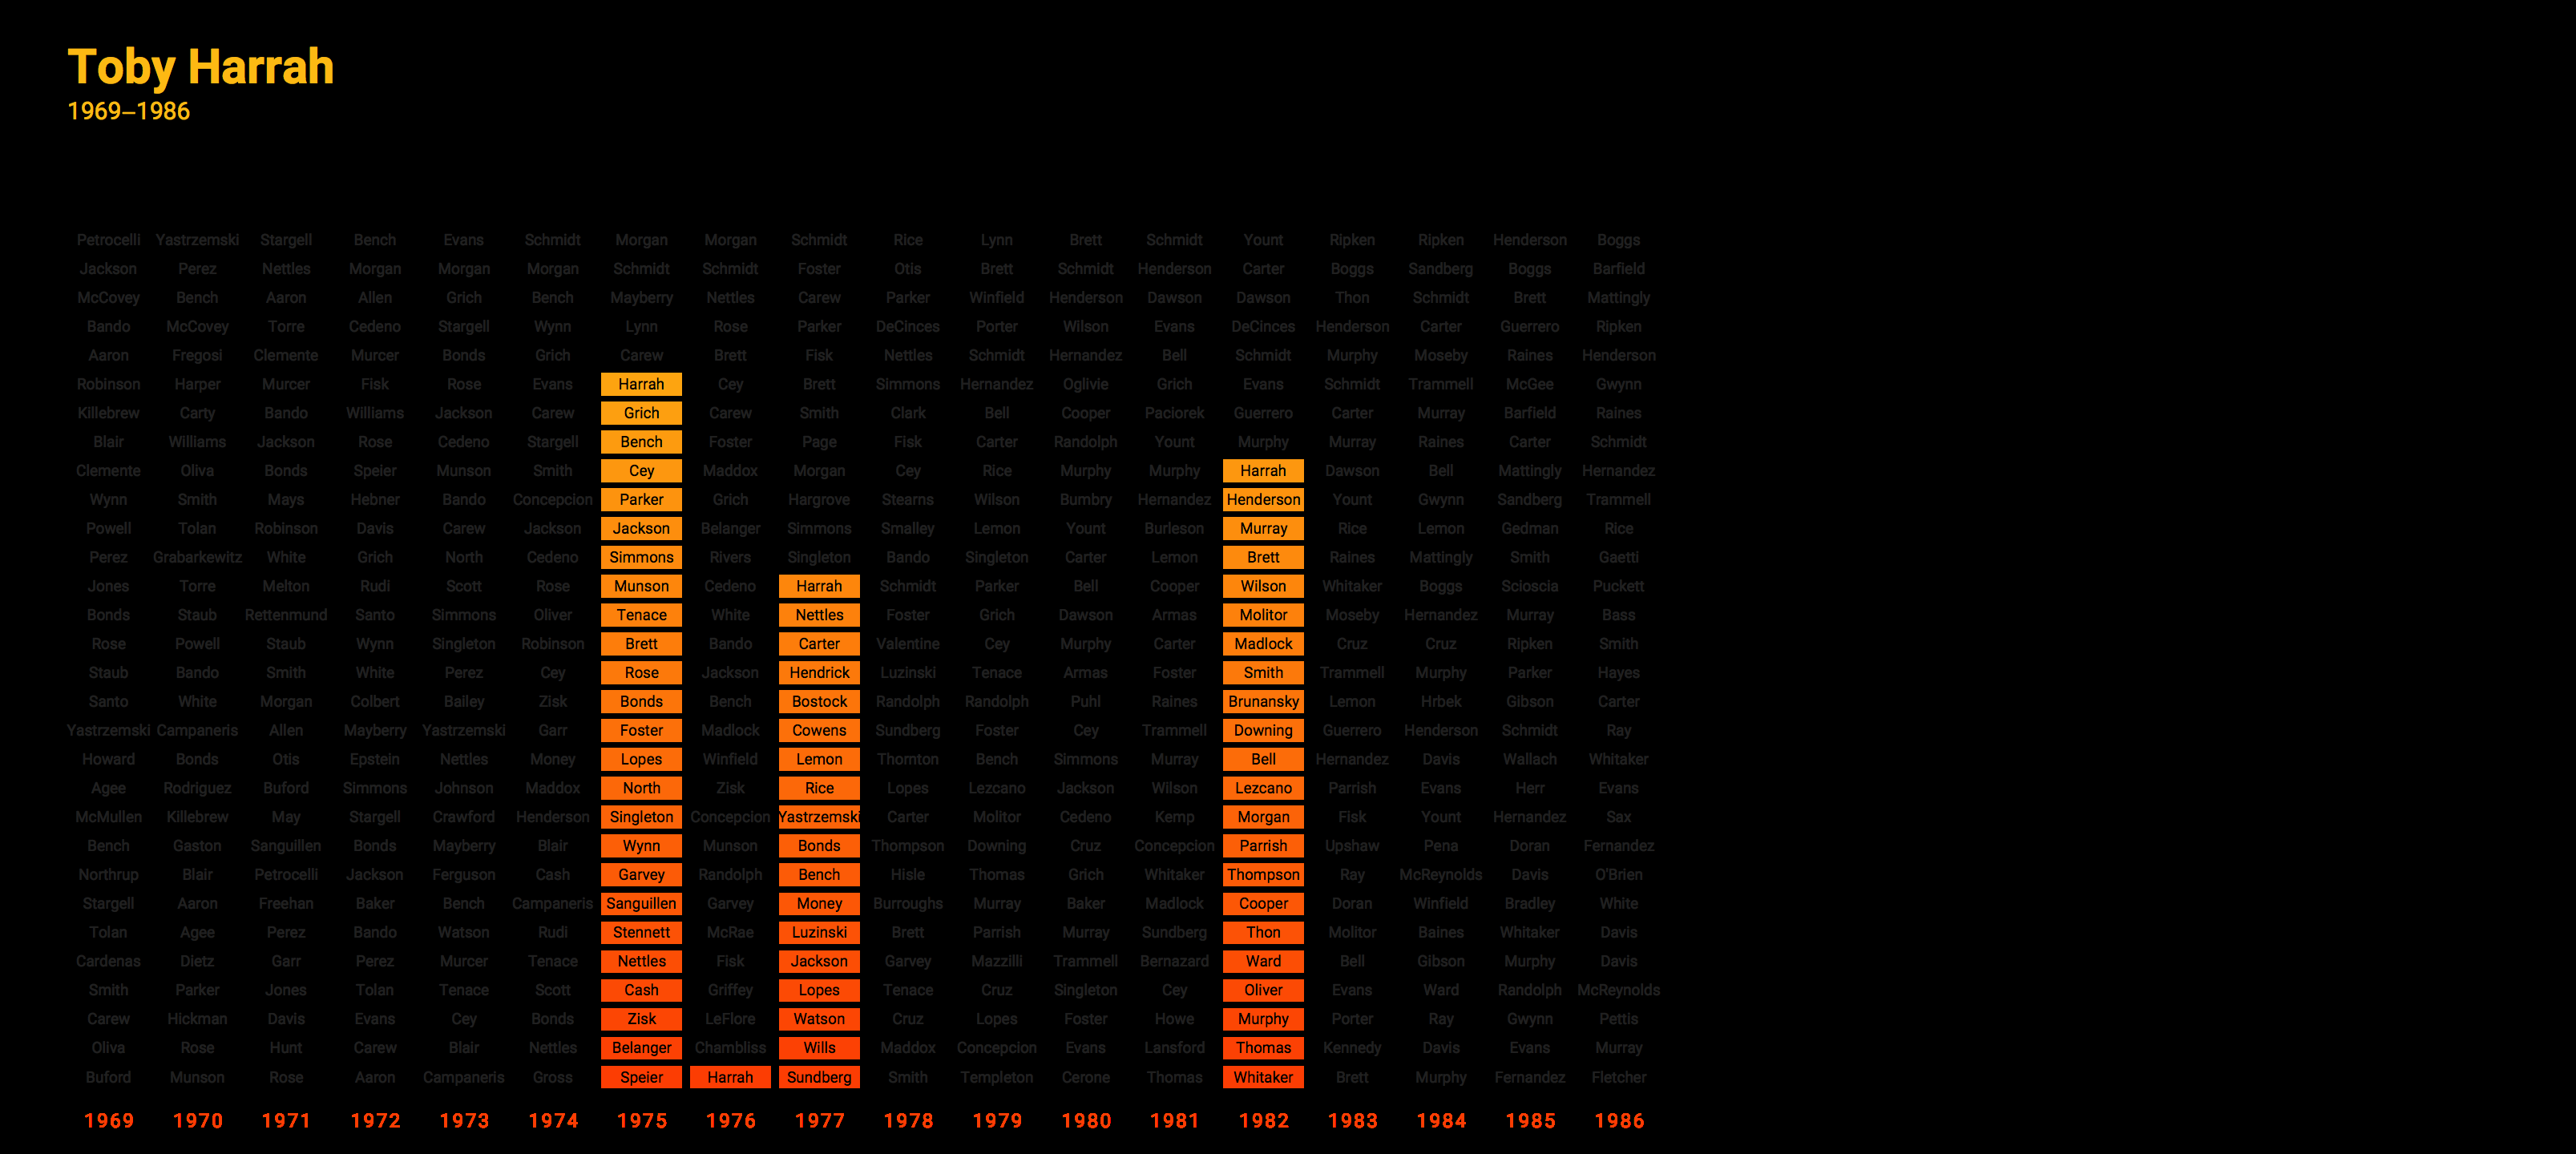 Toby Harrah
1969–1986
Petrocelli Yastrzemski Stargell Bench Evans Schmidt Morgan Morgan Schmidt Rice Lynn Brett Schmidt Yount Ripken Ripken Henderson Boggs
Jackson Perez Nettles Morgan Morgan Morgan Schmidt Schmidt Foster Otis Brett Schmidt Henderson Carter Boggs Sandberg Boggs Barfield
McCovey Bench Aaron Allen Grich Bench Mayberry Nettles Carew Parker Winfield Henderson Dawson Dawson Thon Schmidt Brett Mattingly
Bando McCovey Torre Cedeno Stargell Wynn Lynn Rose Parker DeCinces Porter Wilson Evans DeCinces Henderson Carter Guerrero Ripken
Aaron Fregosi Clemente Murcer Bonds Grich Carew Brett Fisk Nettles Schmidt Hernandez Bell Schmidt Murphy Moseby Raines Henderson
Robinson Harper Murcer Fisk Rose Evans Harrah Cey Brett Simmons Hernandez Oglivie Grich Evans Schmidt Trammell McGee Gwynn
Killebrew Carty Bando Williams Jackson Carew Grich Carew Smith Clark Bell Cooper Paciorek Guerrero Carter Murray Barfield Raines
Blair Williams Jackson Rose Cedeno Stargell Bench Foster Page Fisk Carter Randolph Yount Murphy Murray Raines Carter Schmidt
Clemente Oliva Bonds Speier Munson Smith Cey Maddox Morgan Cey Rice Murphy Murphy Harrah Dawson Bell Mattingly Hernandez
Wynn Smith Mays Hebner Bando Concepcion Parker Grich Hargrove Stearns Wilson Bumbry Hernandez Henderson Yount Gwynn Sandberg Trammell
Powell Tolan Robinson Davis Carew Jackson Jackson Belanger Simmons Smalley Lemon Yount Burleson Murray Rice Lemon Gedman Rice
Perez Grabarkewitz White Grich North Cedeno Simmons Rivers Singleton Bando Singleton Carter Lemon Brett Raines Mattingly Smith Gaetti
Jones Torre Melton Rudi Scott Rose Munson Cedeno Harrah Schmidt Parker Bell Cooper Wilson Whitaker Boggs Scioscia Puckett
Bonds Staub Rettenmund Santo Simmons Oliver Tenace White Nettles Foster Grich Dawson Armas Molitor Moseby Hernandez Murray Bass
Rose Powell Staub Wynn Singleton Robinson Brett Bando Carter Valentine Cey Murphy Carter Madlock Cruz Cruz Ripken Smith
Staub Bando Smith White Perez Cey Rose Jackson Hendrick Luzinski Tenace Armas Foster Smith Trammell Murphy Parker Hayes
Santo White Morgan Colbert Bailey Zisk Bonds Bench Bostock Randolph Randolph Puhl Raines Brunansky Lemon Hrbek Gibson Carter
Yastrzemski Campaneris Allen Mayberry Yastrzemski Garr Foster Madlock Cowens Sundberg Foster Cey Trammell Downing Guerrero Henderson Schmidt Ray
Howard Bonds Otis Epstein Nettles Money Lopes Winfield Lemon Thornton Bench Simmons Murray Bell Hernandez Davis Wallach Whitaker
Agee Rodriguez Buford Simmons Johnson Maddox North Zisk Rice Lopes Lezcano Jackson Wilson Lezcano Parrish Evans Herr Evans
McMullen Killebrew May Stargell Crawford Henderson Singleton Concepcion Yastrzemski Carter Molitor Cedeno Kemp Morgan Fisk Yount Hernandez Sax
Bench Gaston Sanguillen Bonds Mayberry Blair Wynn Munson Bonds Thompson Downing Cruz Concepcion Parrish Upshaw Pena Doran Fernandez
Northrup Blair Petrocelli Jackson Ferguson Cash Garvey Randolph Bench Hisle Thomas Grich Whitaker Thompson Ray McReynolds Davis O'Brien
Stargell Aaron Freehan Baker Bench Campaneris Sanguillen Garvey Money Burroughs Murray Baker Madlock Cooper Doran Winfield Bradley White
Tolan Agee Perez Bando Watson Rudi Stennett McRae Luzinski Brett Parrish Murray Sundberg Thon Molitor Baines Whitaker Davis
Cardenas Dietz Garr Perez Murcer Tenace Nettles Fisk Jackson Garvey Mazzilli Trammell Bernazard Ward Bell Gibson Murphy Davis
Smith Parker Jones Tolan Tenace Scott Cash Griffey Lopes Tenace Cruz Singleton Cey Oliver Evans Ward Randolph McReynolds
Carew Hickman Davis Evans Cey Bonds Zisk LeFlore Watson Cruz Lopes Foster Howe Murphy Porter Ray Gwynn Pettis
Oliva Rose Hunt Carew Blair Nettles Belanger Chambliss Wills Maddox Concepcion Evans Lansford Thomas Kennedy Davis Evans Murray
Buford Munson Rose Aaron Campaneris Gross Speier Harrah Sundberg Smith Templeton Cerone Thomas Whitaker Brett Murphy Fernandez Fletcher
1969 1970 1971 1972 1973 1974 1975 1976 1977 1978 1979 1980 1981 1982 1983 1984 1985 1986